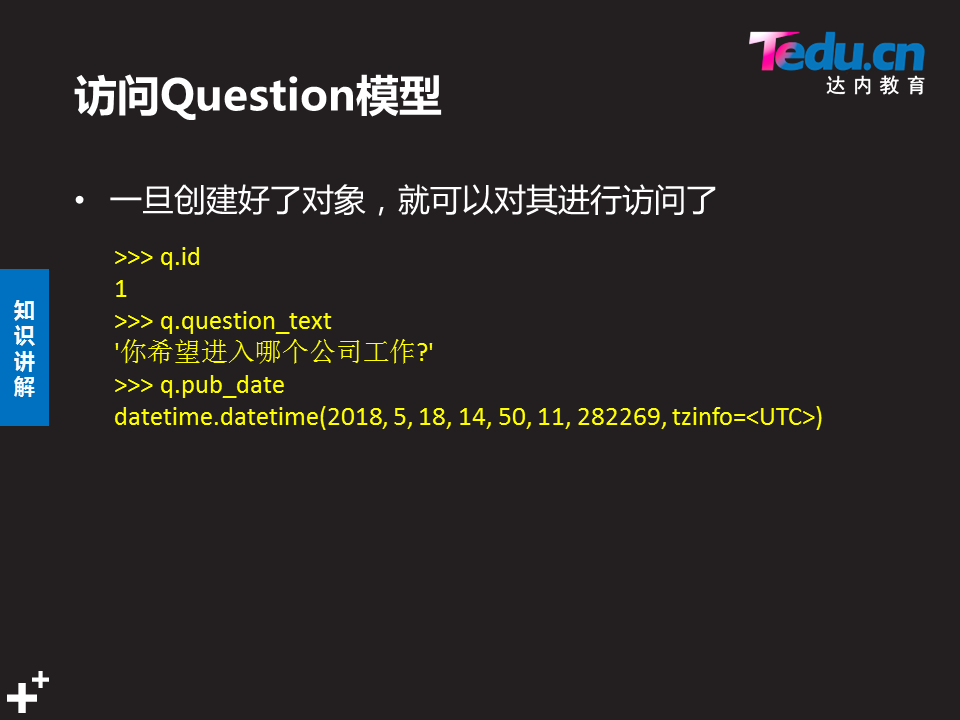 Tedu.cn
达内教育
访问Question模型
• 一旦创建好了对象，就可以对其进行访问了
>>> q.id
1
>>> q.question_text
'你希望进入哪个公司工作?'
>>> q.pub_date
datetime.datetime(2018, 5, 18, 14, 50, 11, 282269, tzinfo=<UTC>)
知
识
讲
解